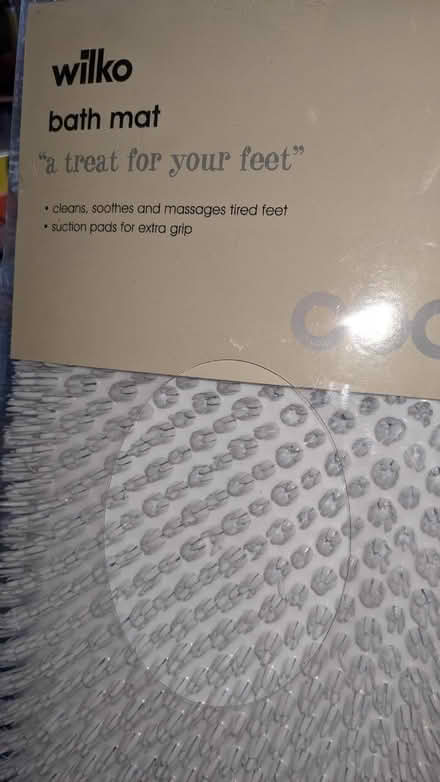 wilko
bath mat
“a treat for your feet”
• cleans, soothes and massages tired feet
• suction pads for extra grip